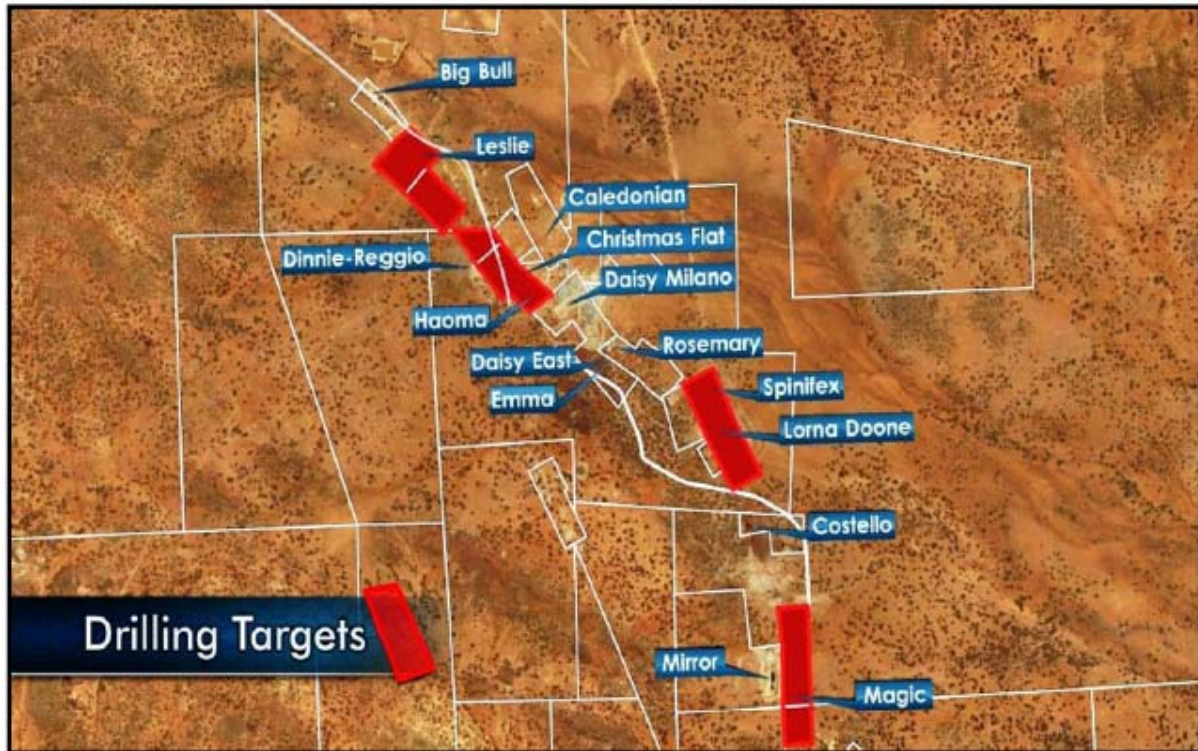 Big Bull
Leslie
Caledonian
Christmas Flat
Dinnie-Reggio
Daisy Milano
Haoma
Rosemary
Daisy East
Spinifex
Emma
Lorna Doone
Costello
Drilling Targets
Mirror
Magic